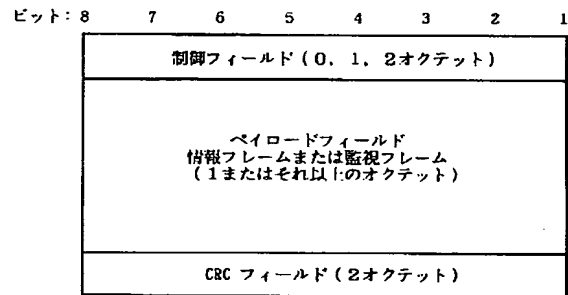 ビット: 8 7 6 5 4 3 2 1
制御フィールド (0, 1, 2オクテット)
ペイロードフィールド
情報フレームまたは監視フレーム
(1またはそれ以上のオクテット)
CRC フィールド (2オクテット)